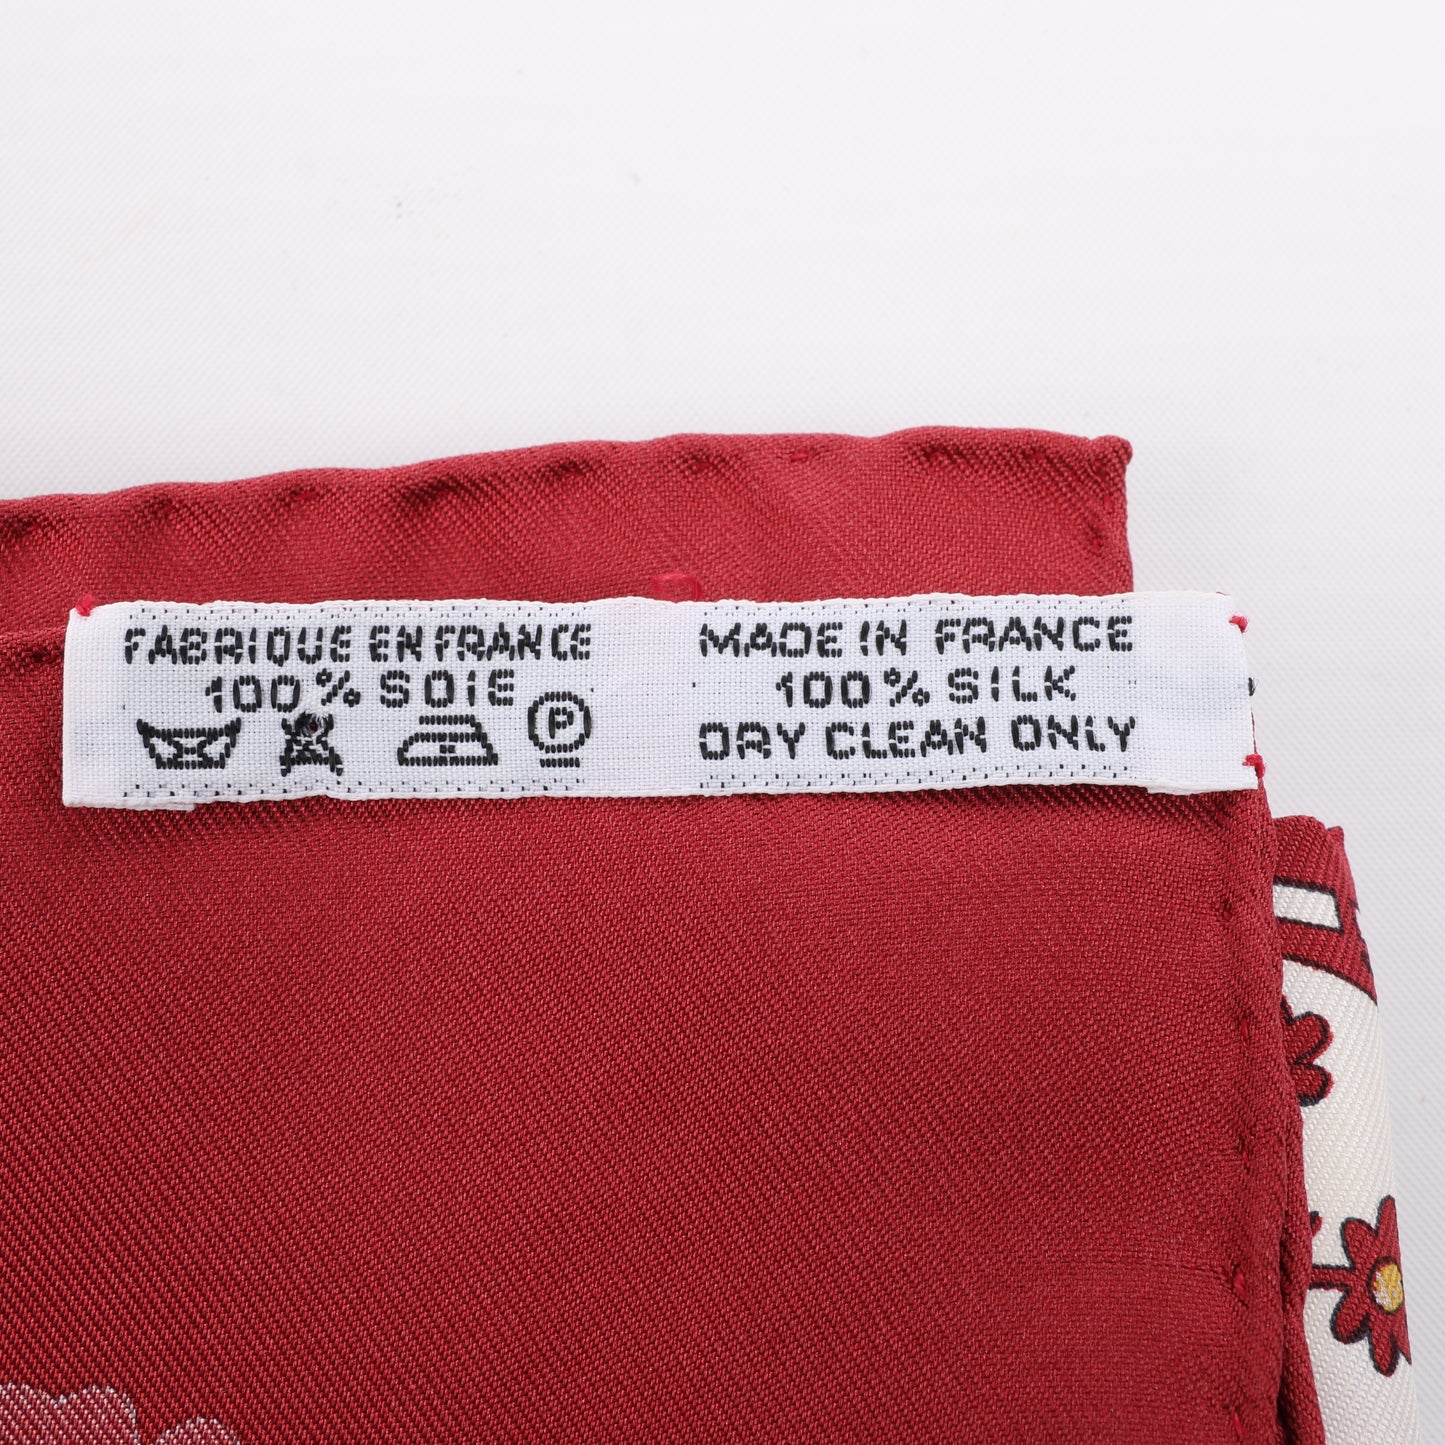 FABRIQUE EN FRANCE
100% SOIE
P
MADE IN FRANCE
100% SILK
DRY CLEAN ONLY